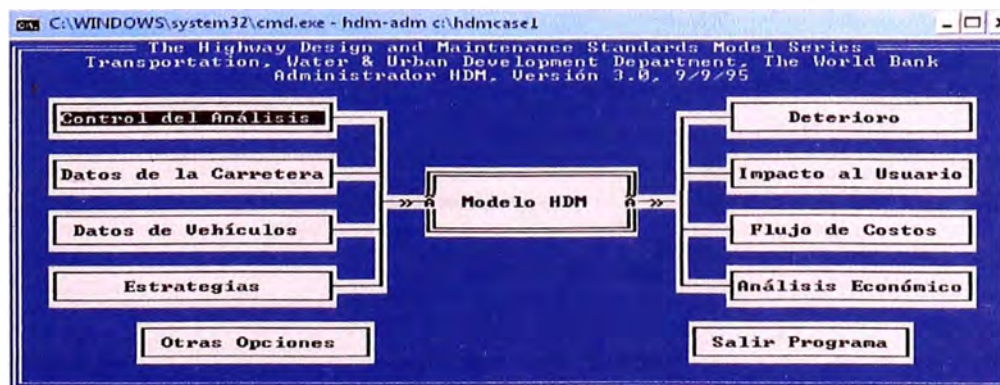 C:\WINDOWS\system32\cmd.exe - hdm-adm c:\hdmcase1
The Highway Design and Maintenance Standards Model Series
Transportation, Water & Urban Development Department, The World Bank
Administrador HDM, Versión 3.0, 9/9/95
Control del Análisis
Deterioro
Datos de la Carretera
Impacto al Usuario
Modelo HDM
Datos de Vehículos
Flujo de Costos
Estrategias
Análisis Económico
Otras Opciones
Salir Programa